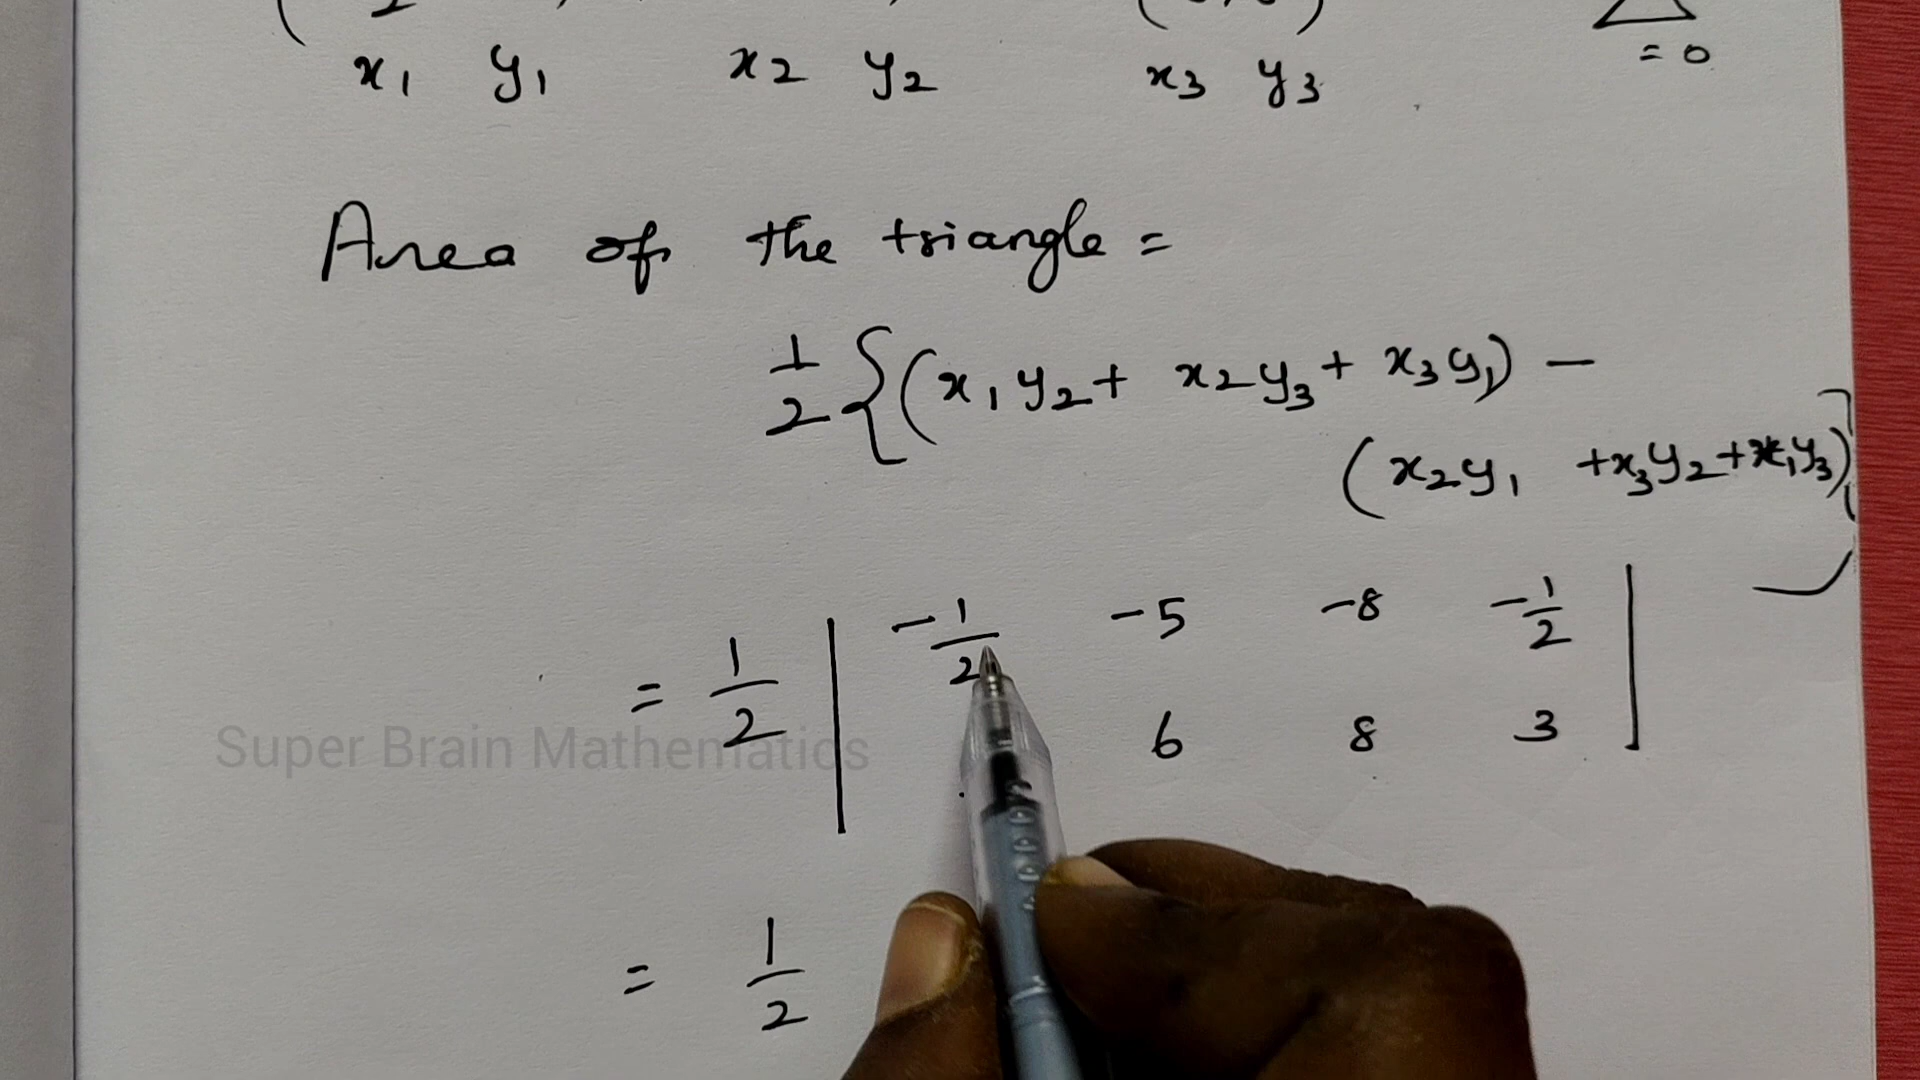 x1 y1 x2 y2 x3 y3 = 0
Area of the triangle =
1/2 { (x1y2 + x2y3 + x3y1) −
(x2y1 + x3y2 + x1y3) }
= 1/2 | −1/2 −5 −8 −1/2 |
6 8 3
Super Brain Mathematics
= 1/2